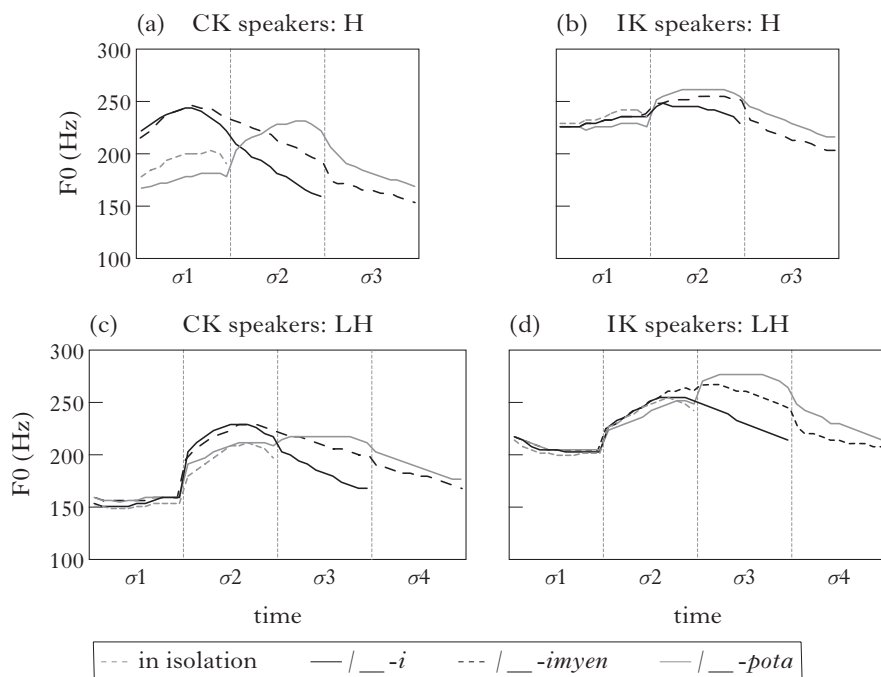 (a) CK speakers: H
(b) IK speakers: H
300
250
200
150
100
F0 (Hz)
σ1 σ2 σ3
σ1 σ2 σ3
(c) CK speakers: LH
(d) IK speakers: LH
300
250
200
150
100
F0 (Hz)
σ1 σ2 σ3 σ4
σ1 σ2 σ3 σ4
time
time
in isolation / __ -i / __ -imyen / __ -pota